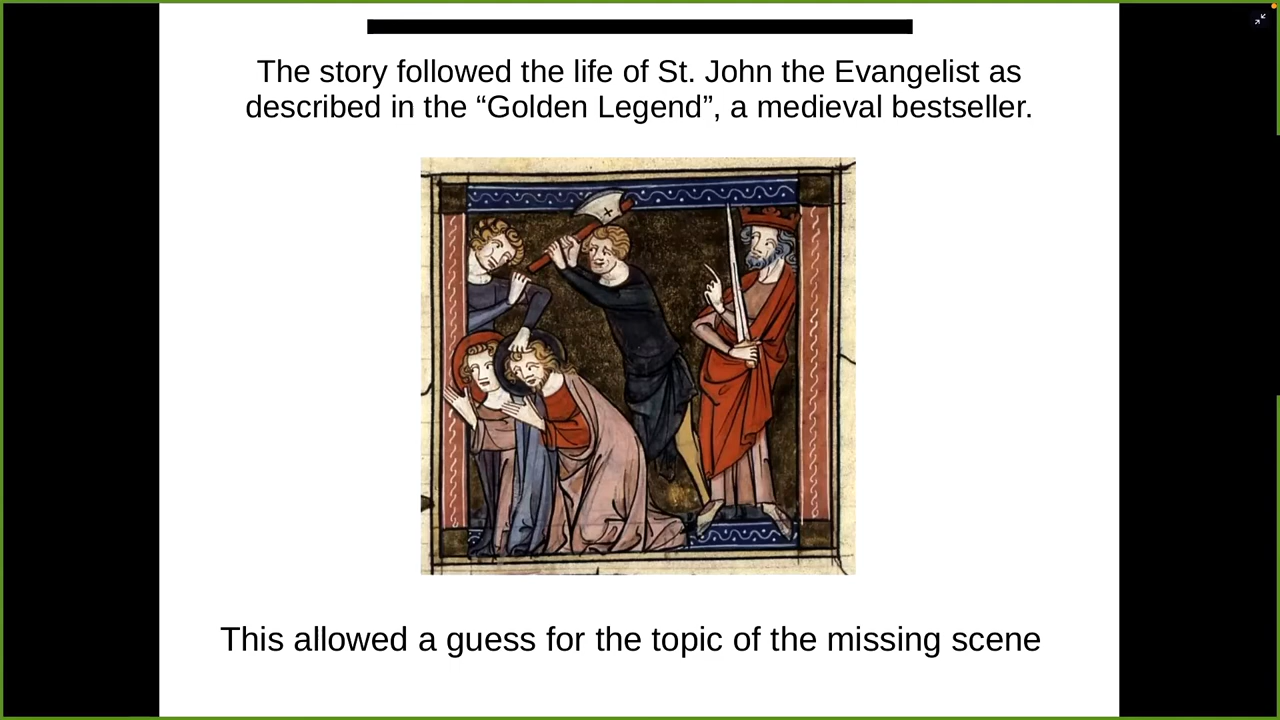 The story followed the life of St. John the Evangelist as
described in the “Golden Legend”, a medieval bestseller.
This allowed a guess for the topic of the missing scene